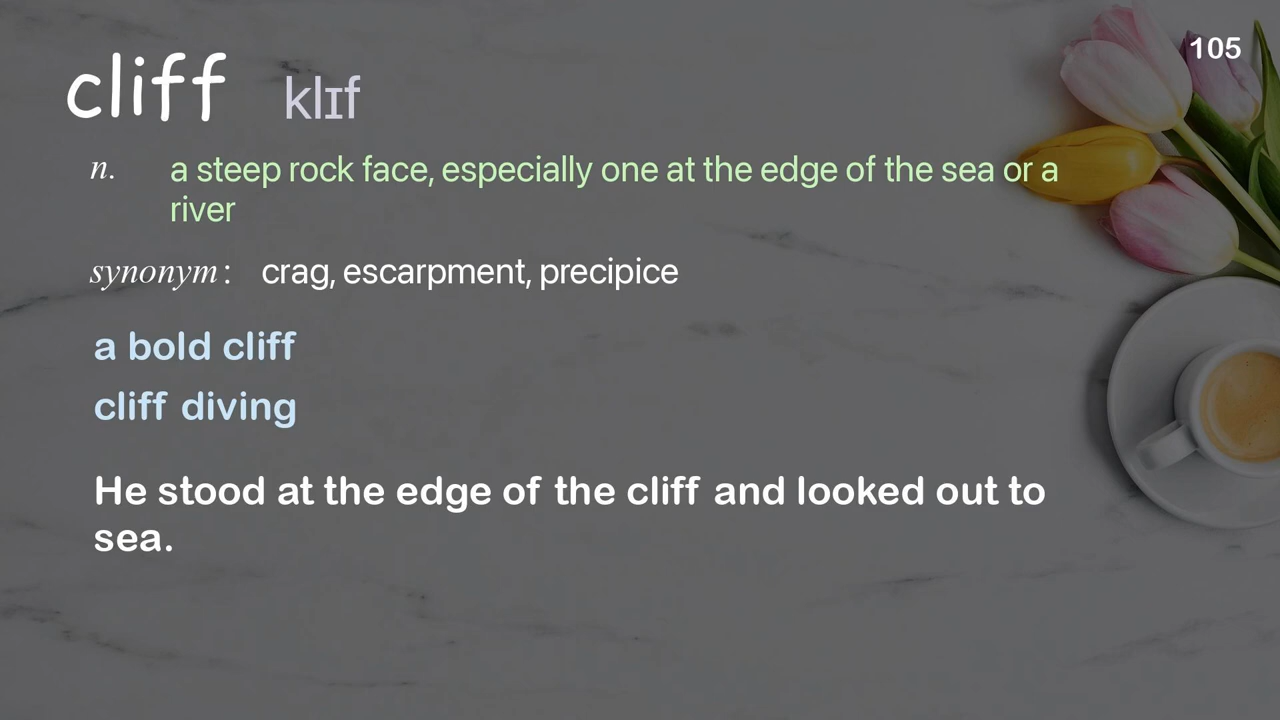 105
cliff klɪf
n. a steep rock face, especially one at the edge of the sea or a
river
synonym: crag, escarpment, precipice
a bold cliff
cliff diving
He stood at the edge of the cliff and looked out to
sea.